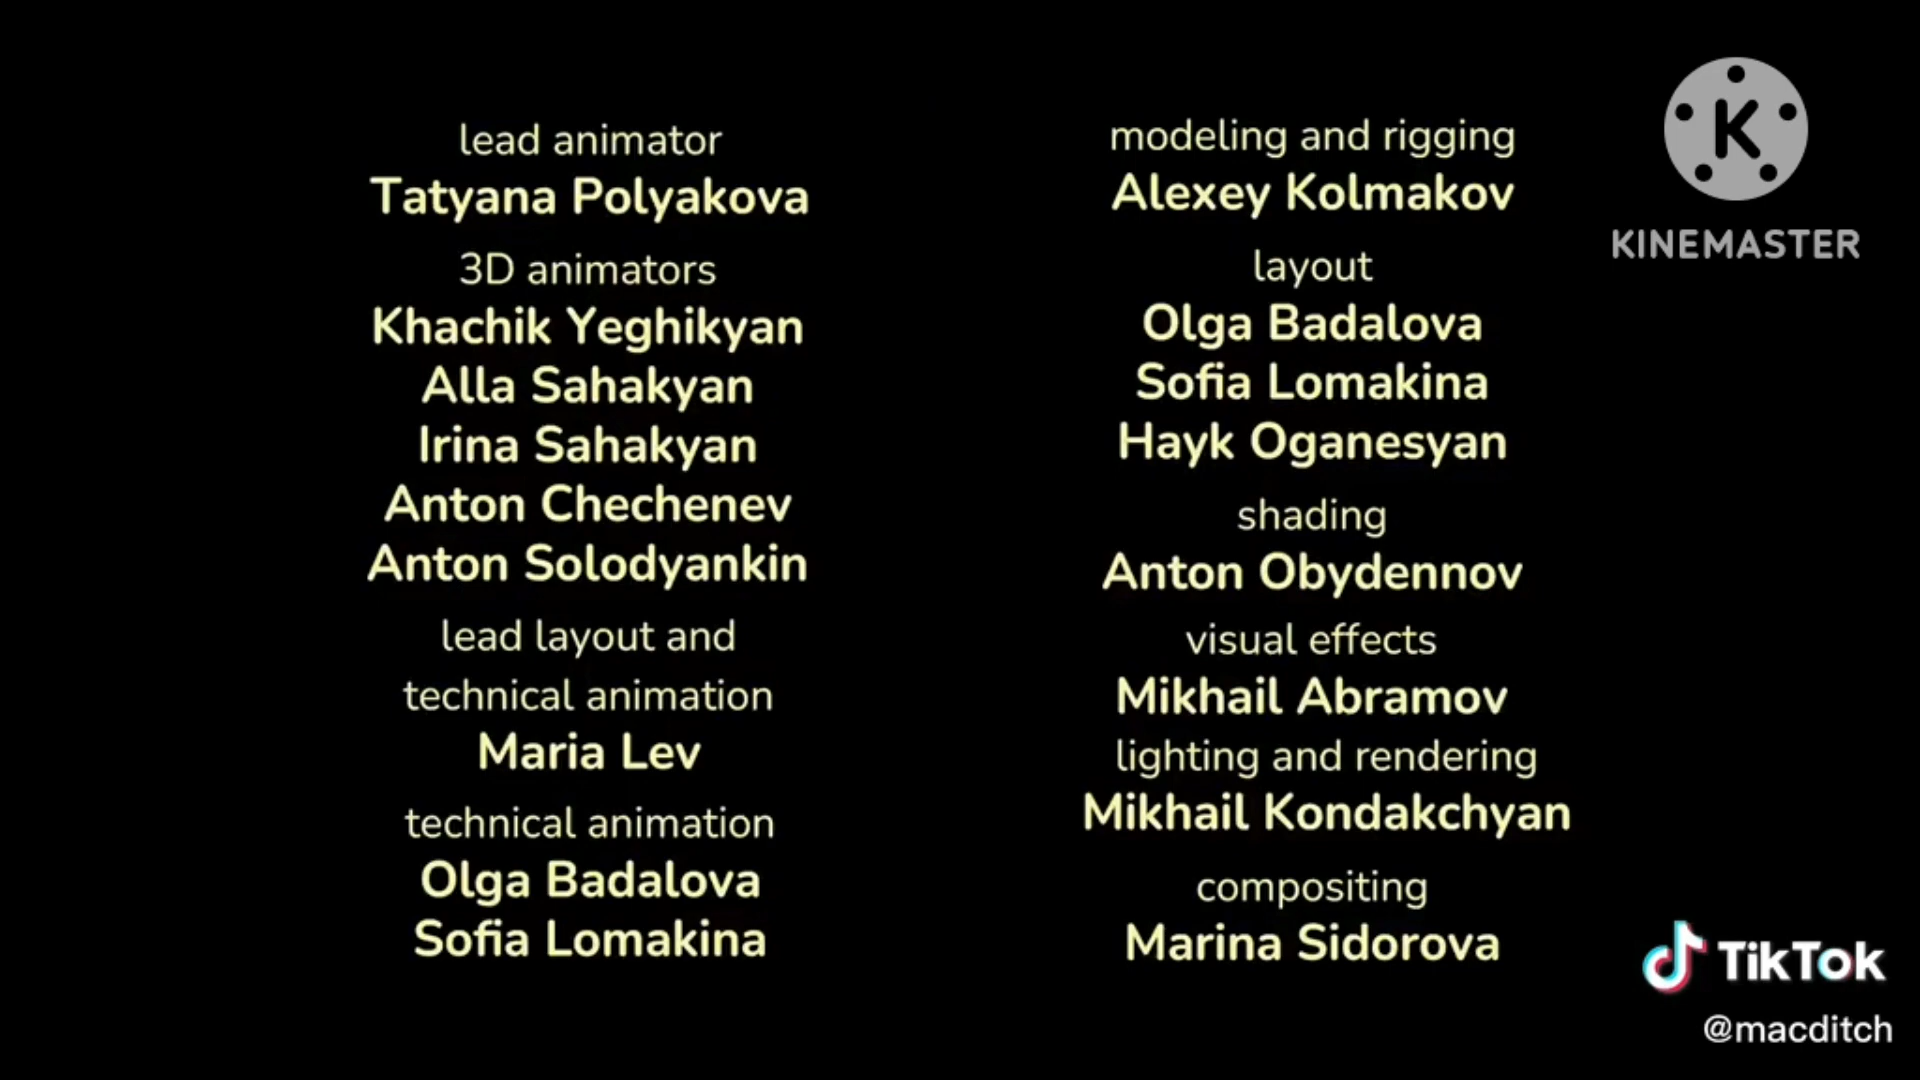 lead animator
Tatyana Polyakova
3D animators
Khachik Yeghikyan
Alla Sahakyan
Irina Sahakyan
Anton Chechenev
Anton Solodyankin
lead layout and
technical animation
Maria Lev
technical animation
Olga Badalova
Sofia Lomakina
modeling and rigging
Alexey Kolmakov
layout
Olga Badalova
Sofia Lomakina
Hayk Oganesyan
shading
Anton Obydennov
visual effects
Mikhail Abramov
lighting and rendering
Mikhail Kondakchyan
compositing
Marina Sidorova
K
KINEMASTER
TikTok
@macditch